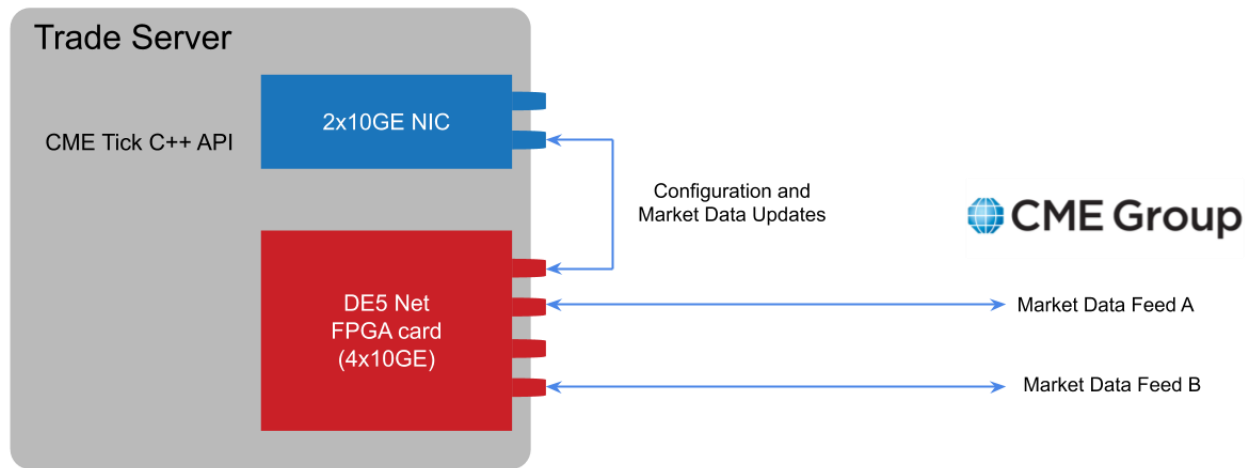 Trade Server
2x10GE NIC
CME Tick C++ API
Configuration and
Market Data Updates
CME Group
DE5 Net
FPGA card
(4x10GE)
Market Data Feed A
Market Data Feed B